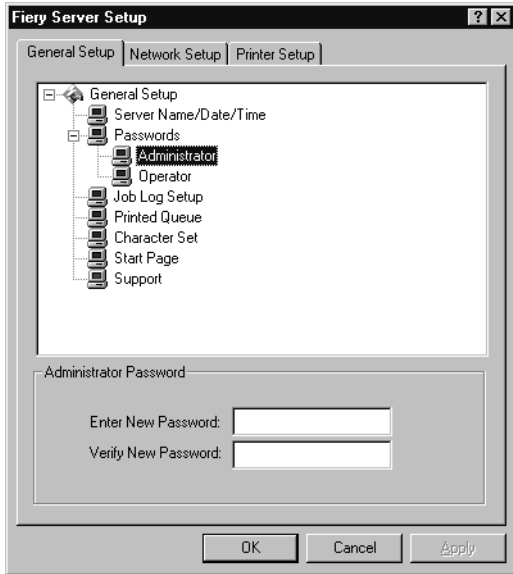 Fiery Server Setup
General Setup Network Setup Printer Setup
General Setup
Server Name/Date/Time
Passwords
Administrator
Operator
Job Log Setup
Printed Queue
Character Set
Start Page
Support
Administrator Password
Enter New Password:
Verify New Password:
OK Cancel Apply